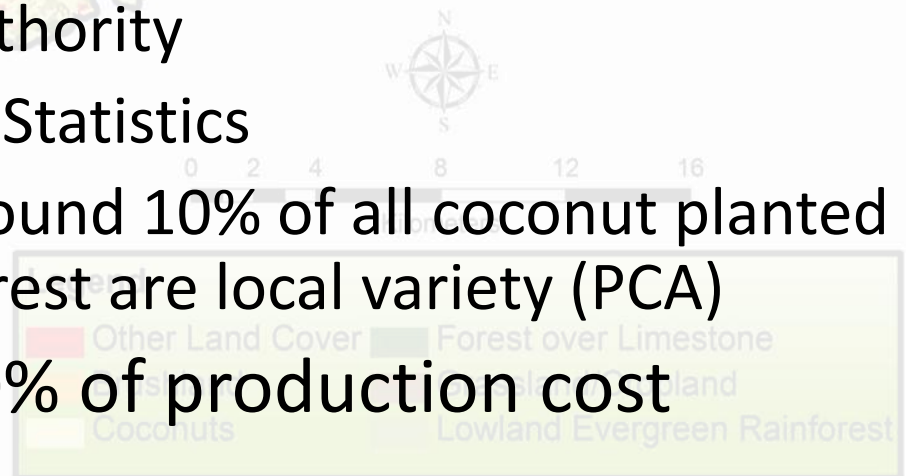 thority
N
W E
S
Statistics
0 2 4 8 12 16
ound 10% of all coconut planted
Legend
rest are local variety (PCA)
Other Land Cover Forest over Limestone
% of production cost
Coconuts Lowland Evergreen Rainforest